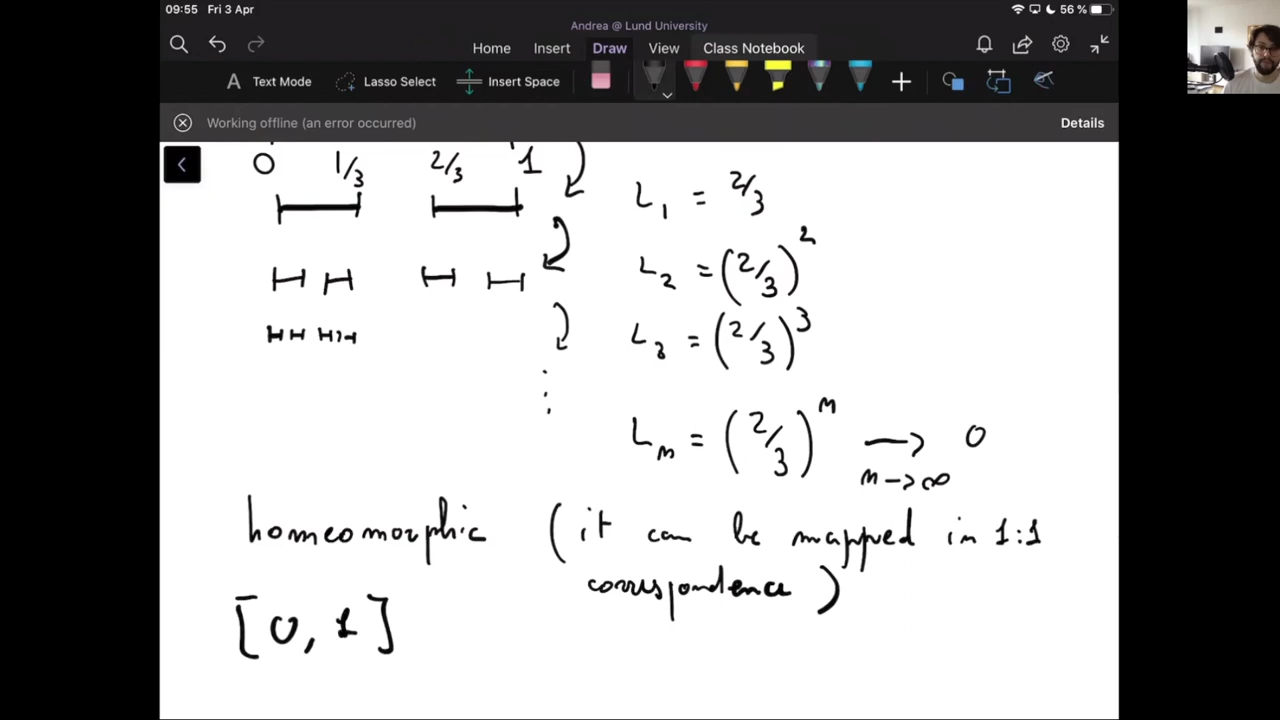 09:55 Fri 3 Apr
56 %
Andrea @ Lund University
Home Insert Draw View Class Notebook
A Text Mode Lasso Select Insert Space
Working offline (an error occurred) Details
0 1/3 2/3 1
L₁ = 2/3
L₂ = (2/3)²
L₃ = (2/3)³
⋮
Lₙ = (2/3)ⁿ → 0
n → ∞
homeomorphic (it can be mapped in 1:1
correspondence)
[0, 1]